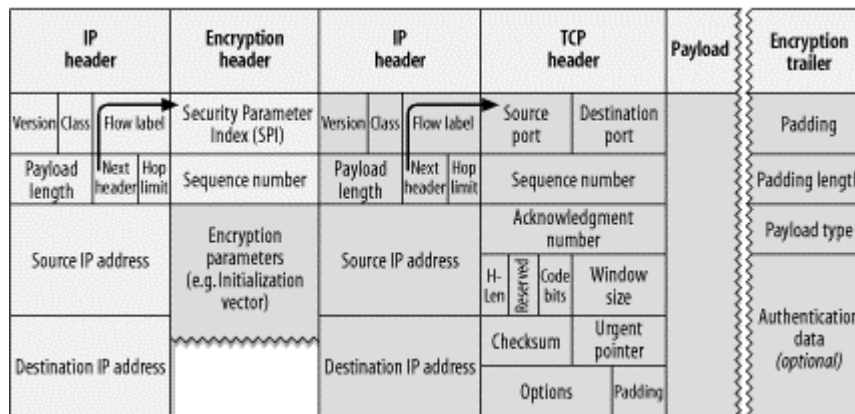 IP
header
Encryption
header
IP
header
TCP
header
Payload
Encryption
trailer
Version Class Flow label
Security Parameter
Index (SPI)
Version Class Flow label
Source
port
Destination
port
Padding
Payload
length
Next
header
Hop
limit
Sequence number
Payload
length
Next
header
Hop
limit
Sequence number
Padding length
Source IP address
Encryption
parameters
(e.g. Initialization
vector)
Source IP address
Acknowledgment
number
Payload type
H-
Len
Reserved
Code
bits
Window
size
Authentication
data
(optional)
Destination IP address
Destination IP address
Checksum
Urgent
pointer
Options
Padding